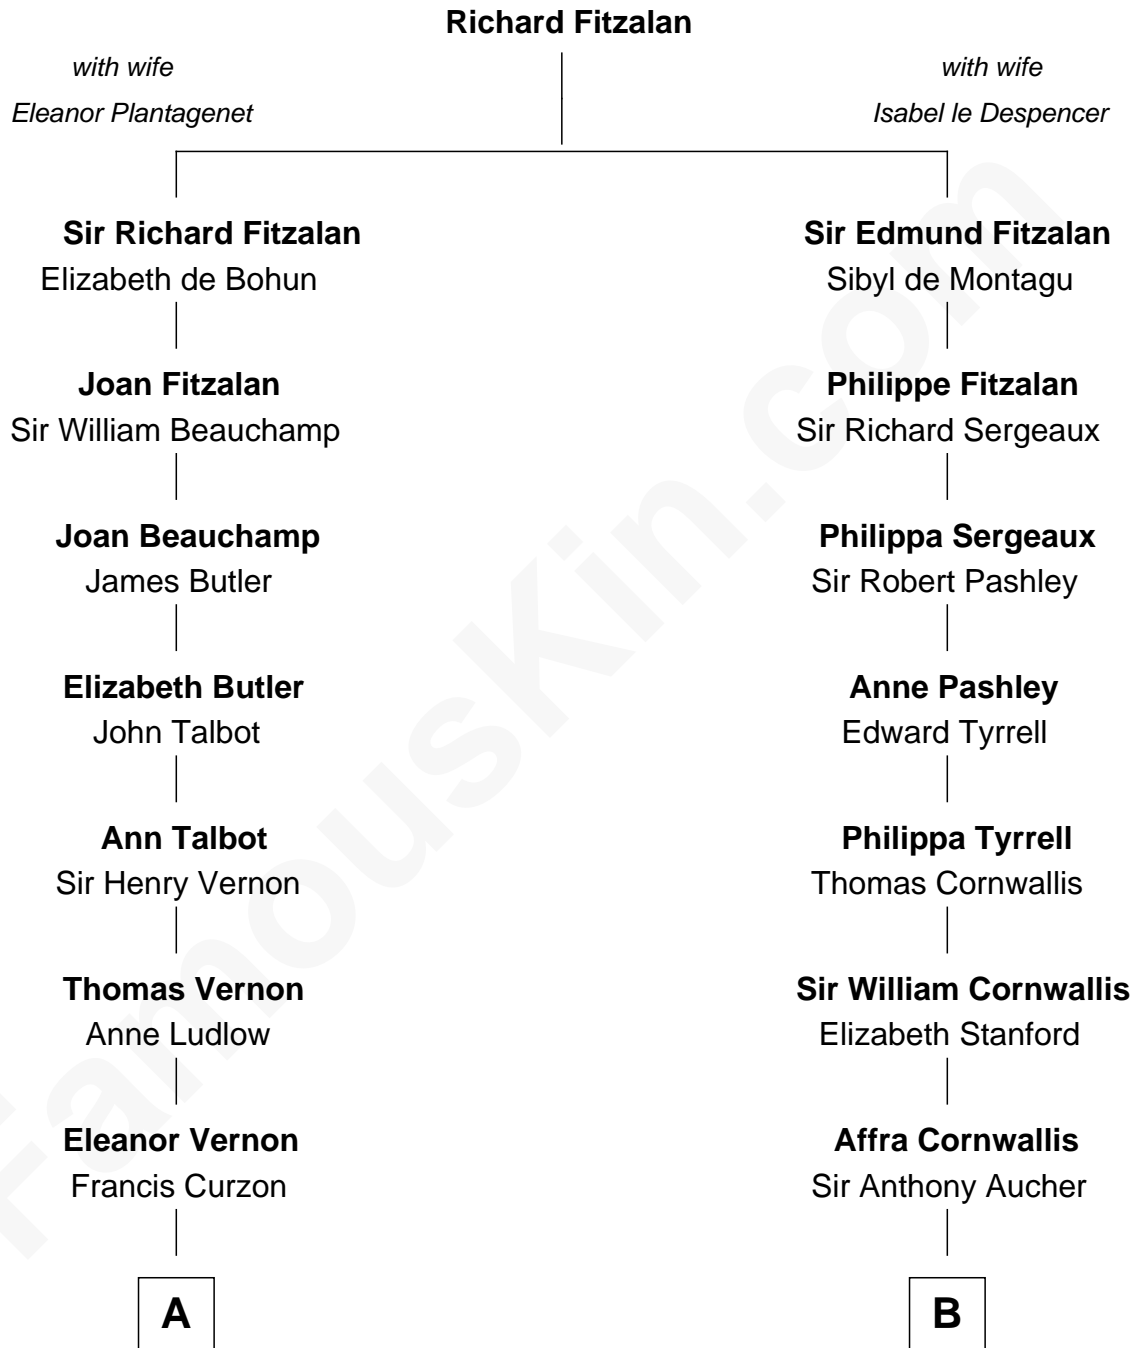 Richard Fitzalan
with wife
Eleanor Plantagenet
with wife
Isabel le Despencer
Sir Richard Fitzalan
Elizabeth de Bohun
Sir Edmund Fitzalan
Sibyl de Montagu
Joan Fitzalan
Sir William Beauchamp
Philippe Fitzalan
Sir Richard Sergeaux
Joan Beauchamp
James Butler
Philippa Sergeaux
Sir Robert Pashley
Elizabeth Butler
John Talbot
Anne Pashley
Edward Tyrrell
Ann Talbot
Sir Henry Vernon
Philippa Tyrrell
Thomas Cornwallis
Thomas Vernon
Anne Ludlow
Sir William Cornwallis
Elizabeth Stanford
Eleanor Vernon
Francis Curzon
Affra Cornwallis
Sir Anthony Aucher
A
B
FamousKin.com